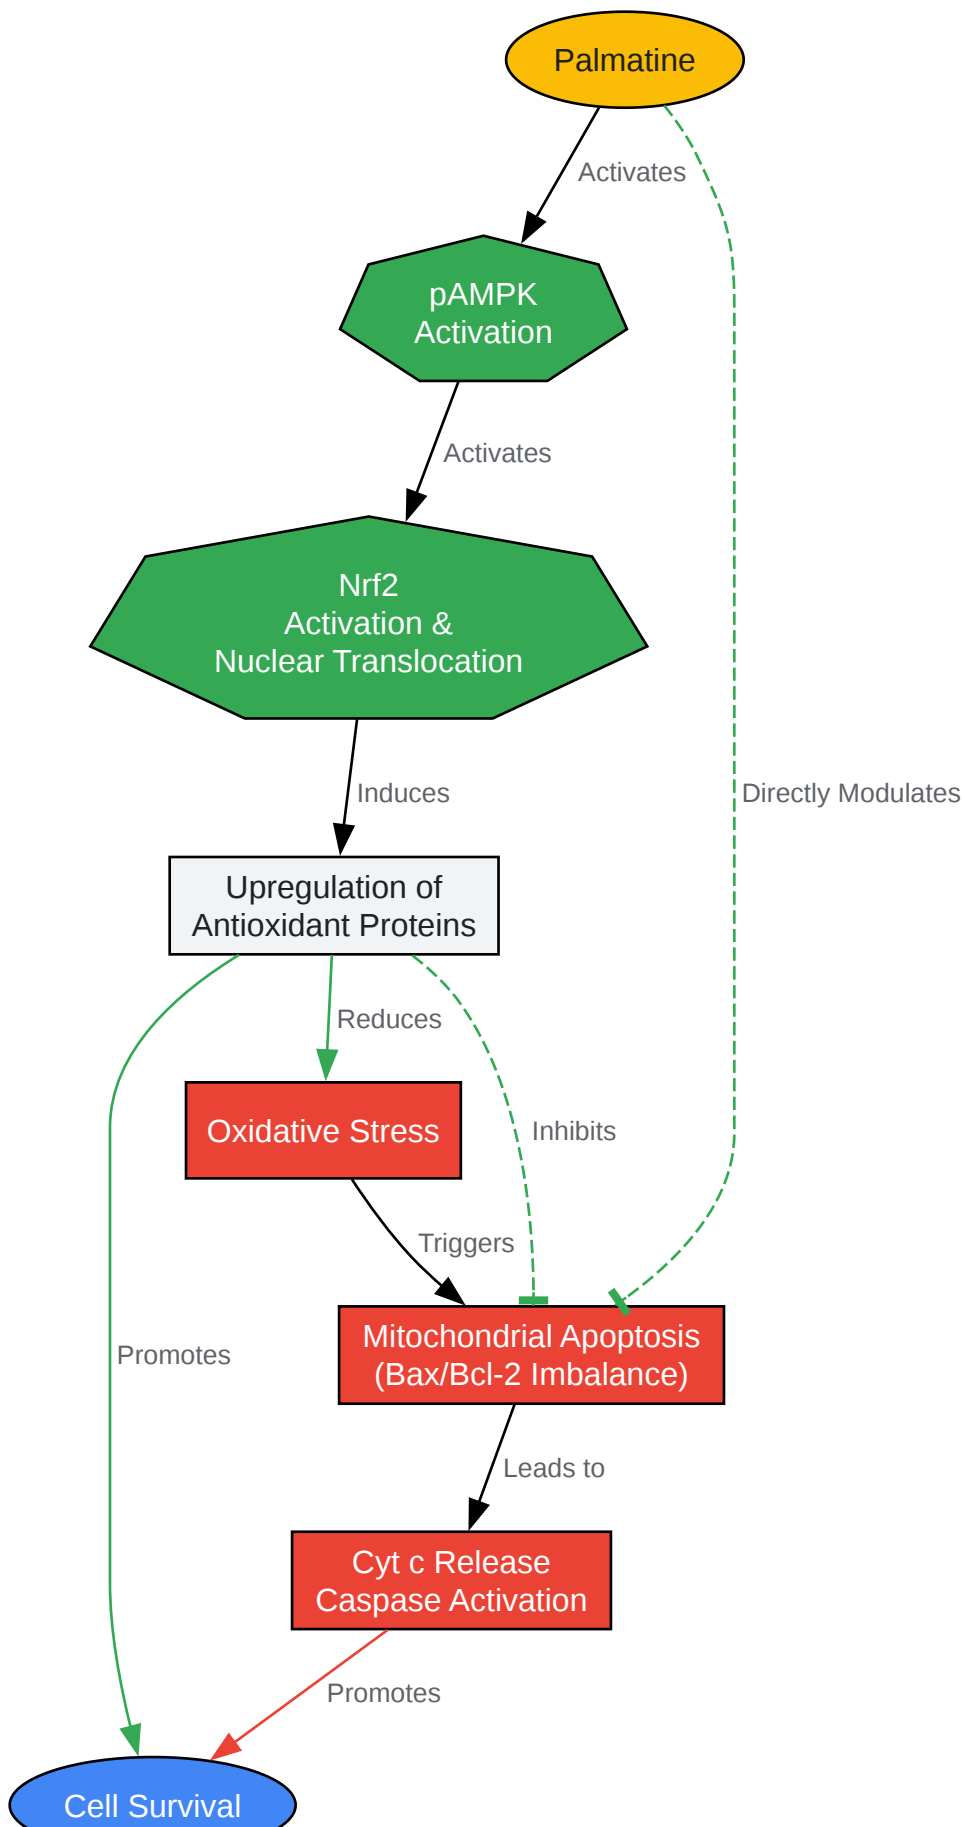 Palmatine
Activates
pAMPK
Activation
Activates
Nrf2
Activation &
Nuclear Translocation
Induces
Directly Modulates
Upregulation of
Antioxidant Proteins
Reduces
Oxidative Stress
Inhibits
Triggers
Mitochondrial Apoptosis
(Bax/Bcl-2 Imbalance)
Promotes
Leads to
Cyt c Release
Caspase Activation
Promotes
Cell Survival